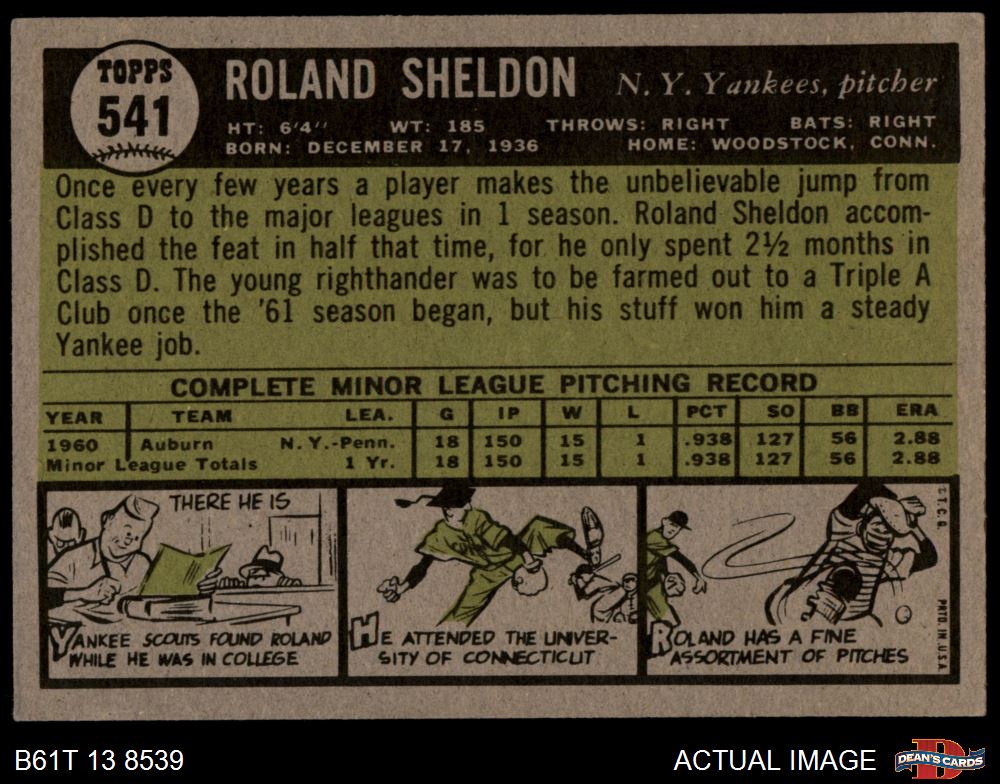 TOPPS
541
ROLAND SHELDON N. Y. Yankees, pitcher
HT: 6'4" WT: 185 THROWS: RIGHT BATS: RIGHT
BORN: DECEMBER 17, 1936 HOME: WOODSTOCK, CONN.
Once every few years a player makes the unbelievable jump from
Class D to the major leagues in 1 season. Roland Sheldon accom-
plished the feat in half that time, for he only spent 2½ months in
Class D. The young righthander was to be farmed out to a Triple A
Club once the '61 season began, but his stuff won him a steady
Yankee job.
COMPLETE MINOR LEAGUE PITCHING RECORD
YEAR TEAM LEA. G IP W L PCT SO BB ERA
1960 Auburn N. Y.-Penn. 18 150 15 1 .938 127 56 2.88
Minor League Totals 1 Yr. 18 150 15 1 .938 127 56 2.88
THERE HE IS
YANKEE SCOUTS FOUND ROLAND
WHILE HE WAS IN COLLEGE
HE ATTENDED THE UNIVER-
SITY OF CONNECTICUT
ROLAND HAS A FINE
ASSORTMENT OF PITCHES
© T. C. G.
PRTD. IN U.S.A.
B61T 13 8539
ACTUAL IMAGE
D
DEAN'S CARDS